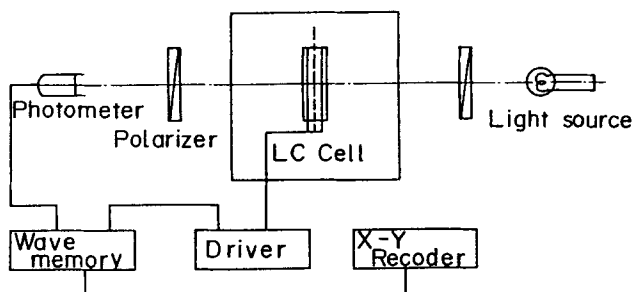 Photometer
Polarizer
LC Cell
Light source
Wave
memory
Driver
X-Y
Recoder